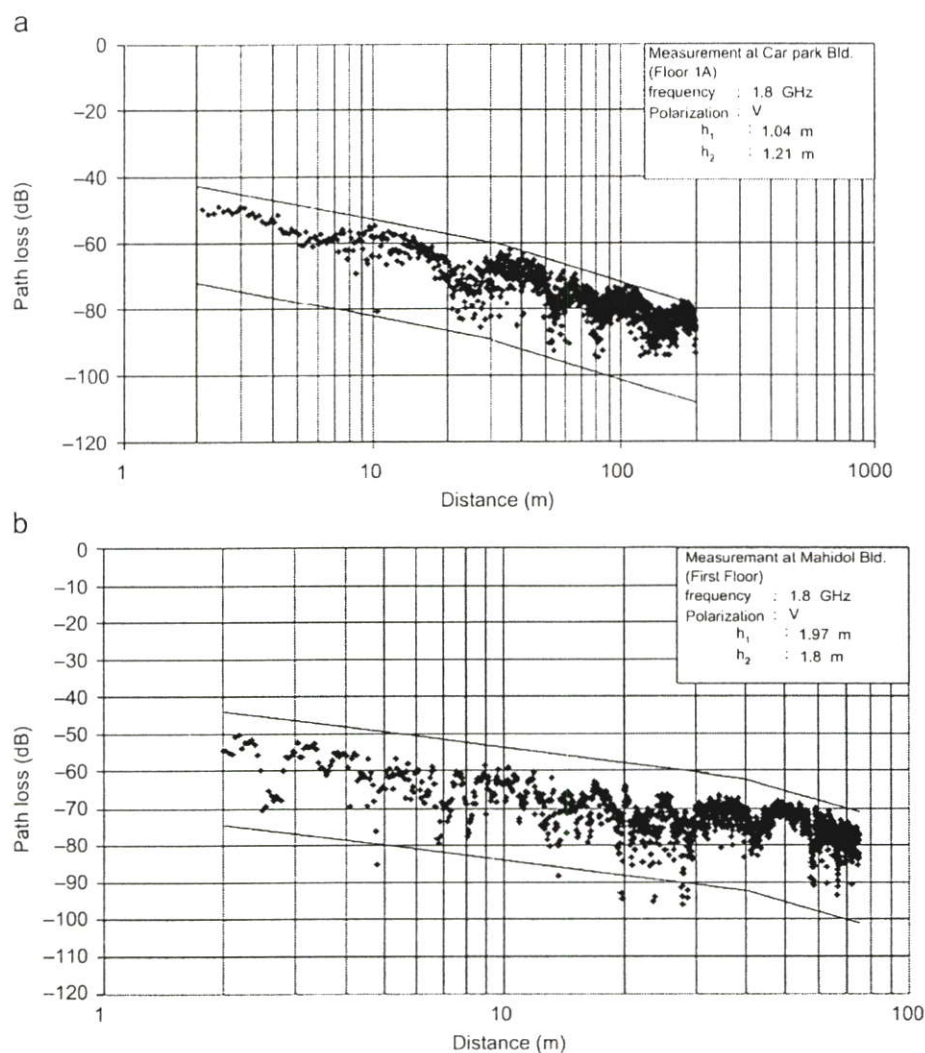 a
0
−20
−40
−60
−80
−100
−120
Path loss (dB)
1
10
100
1000
Distance (m)
Measurement at Car park Bld.
(Floor 1A)
frequency : 1.8 GHz
Polarization : V
h1 : 1.04 m
h2 : 1.21 m
b
0
−10
−20
−30
−40
−50
−60
−70
−80
−90
−100
−110
−120
Path loss (dB)
1
10
100
Distance (m)
Measuremant at Mahidol Bld.
(First Floor)
frequency : 1.8 GHz
Polarization : V
h1 : 1.97 m
h2 : 1.8 m